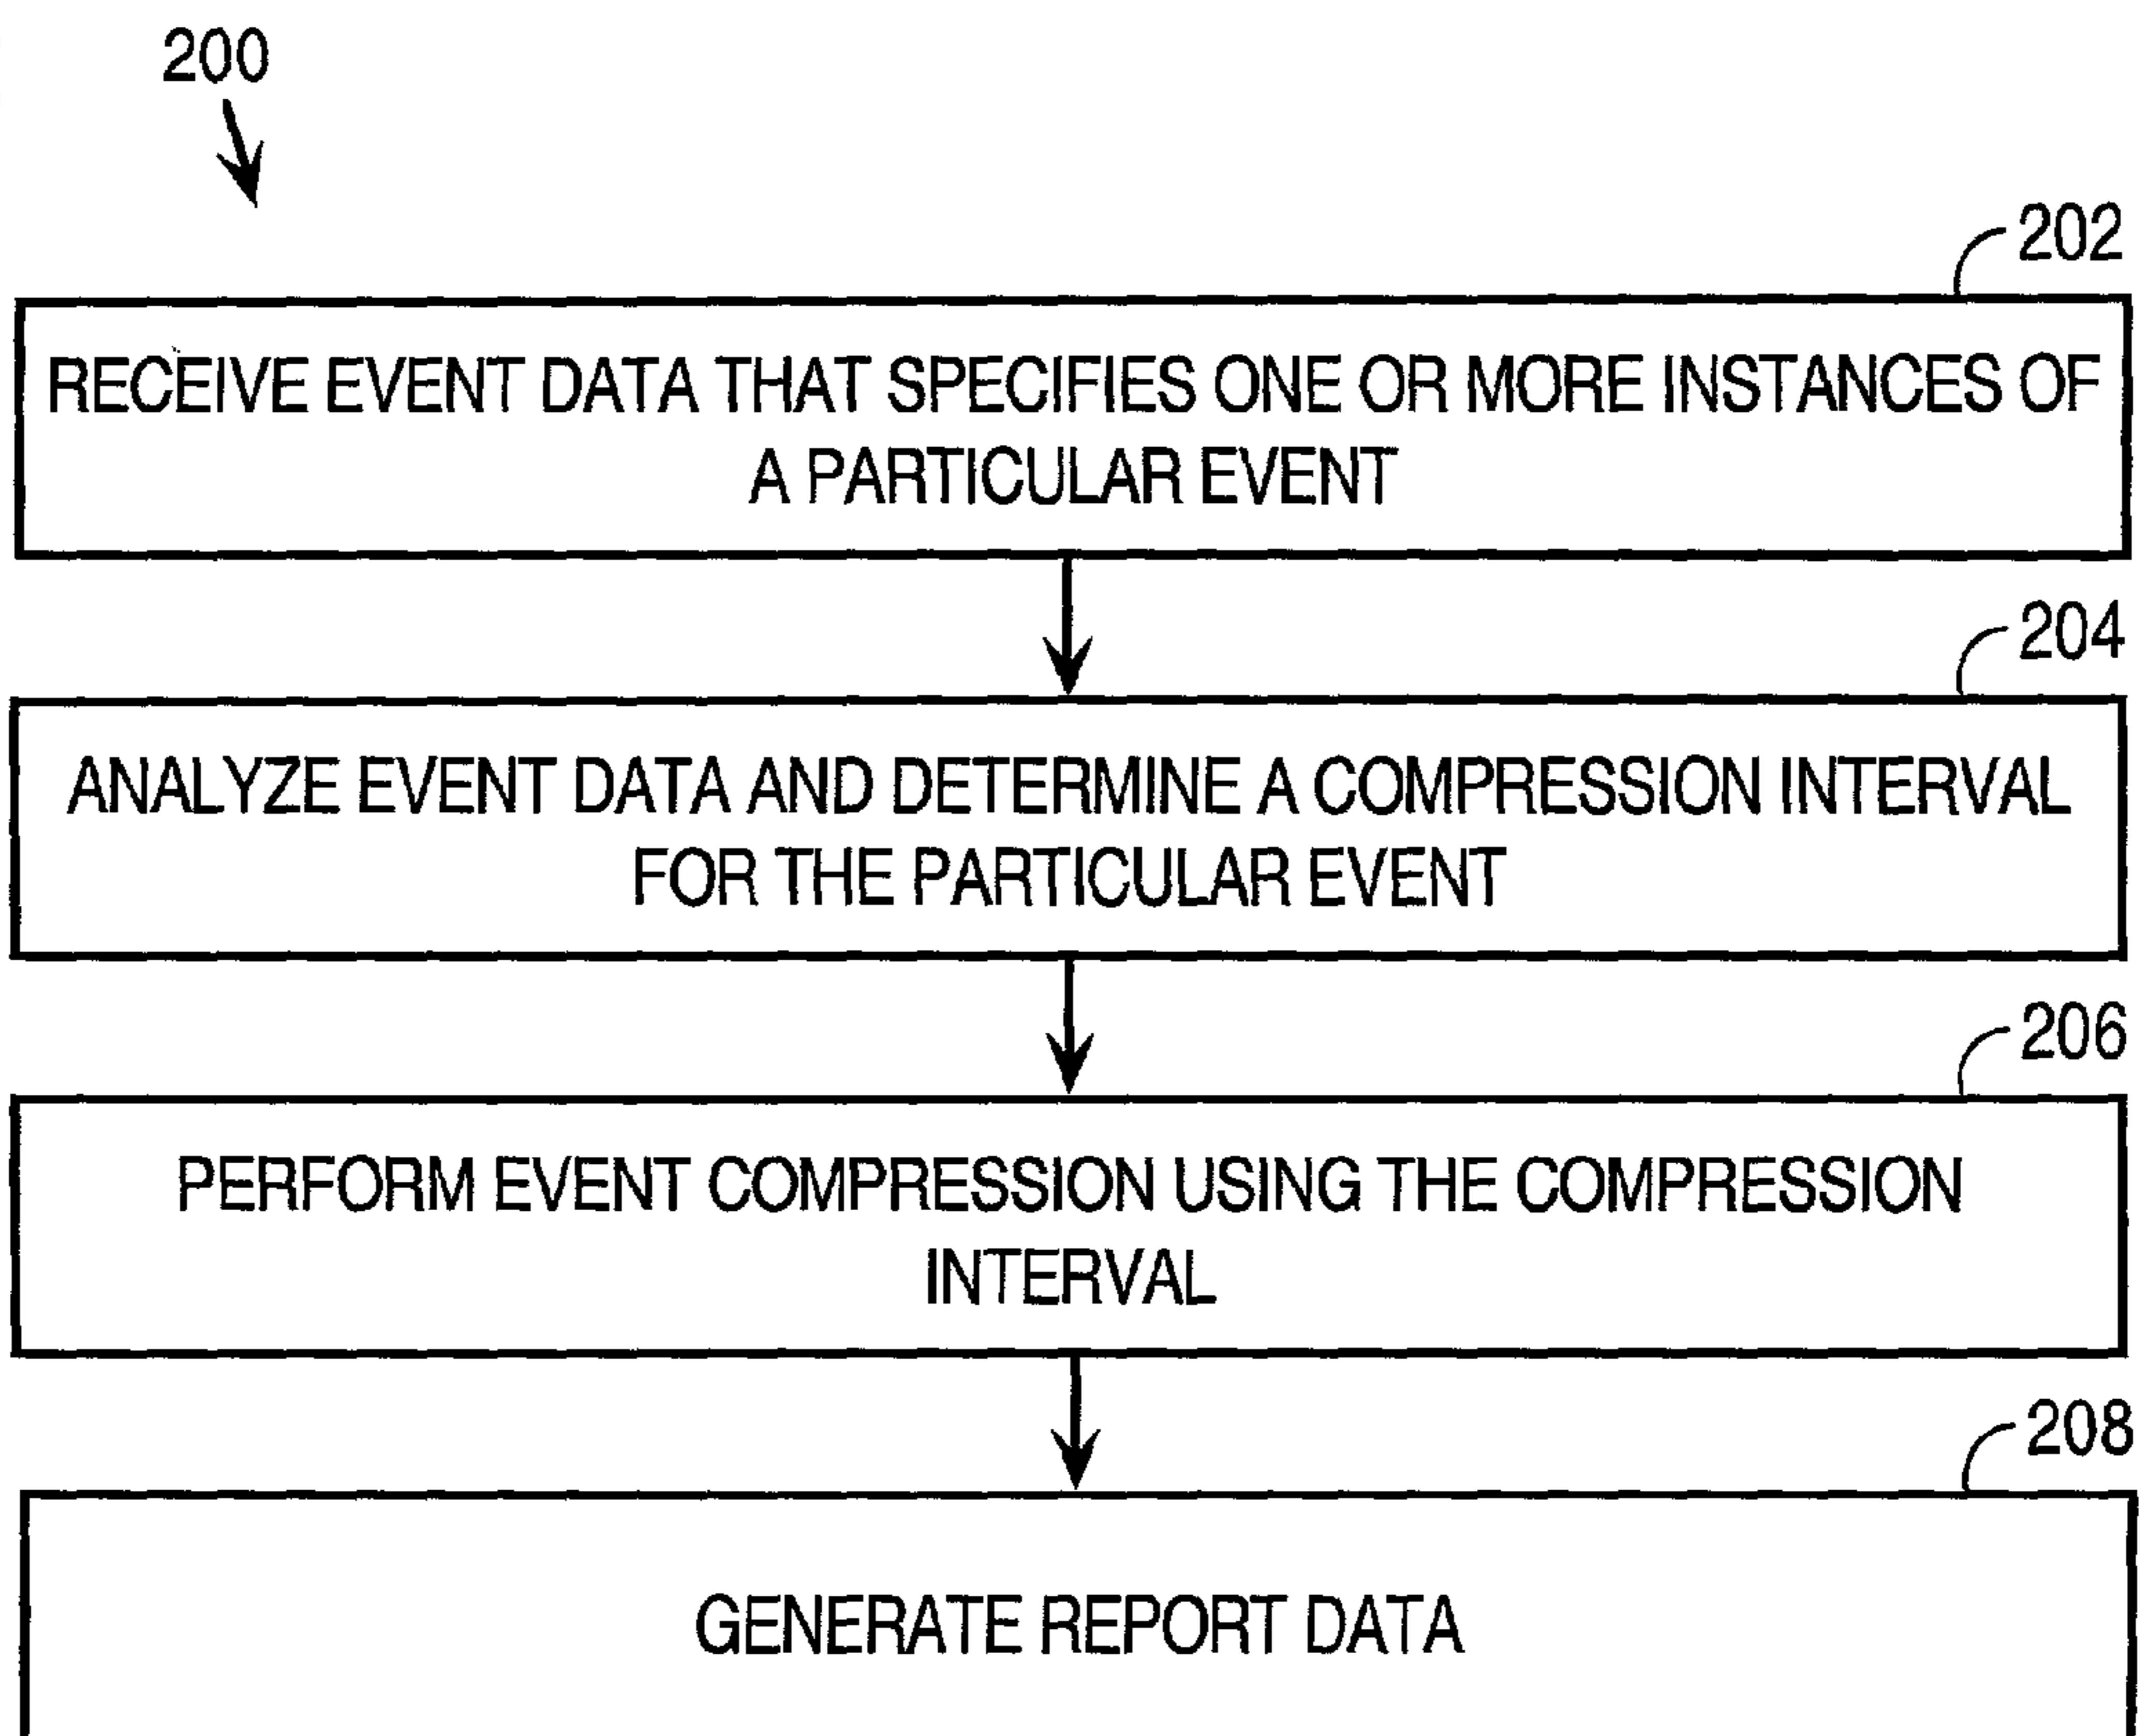 200
202
RECEIVE EVENT DATA THAT SPECIFIES ONE OR MORE INSTANCES OF
A PARTICULAR EVENT
204
ANALYZE EVENT DATA AND DETERMINE A COMPRESSION INTERVAL
FOR THE PARTICULAR EVENT
206
PERFORM EVENT COMPRESSION USING THE COMPRESSION
INTERVAL
208
GENERATE REPORT DATA